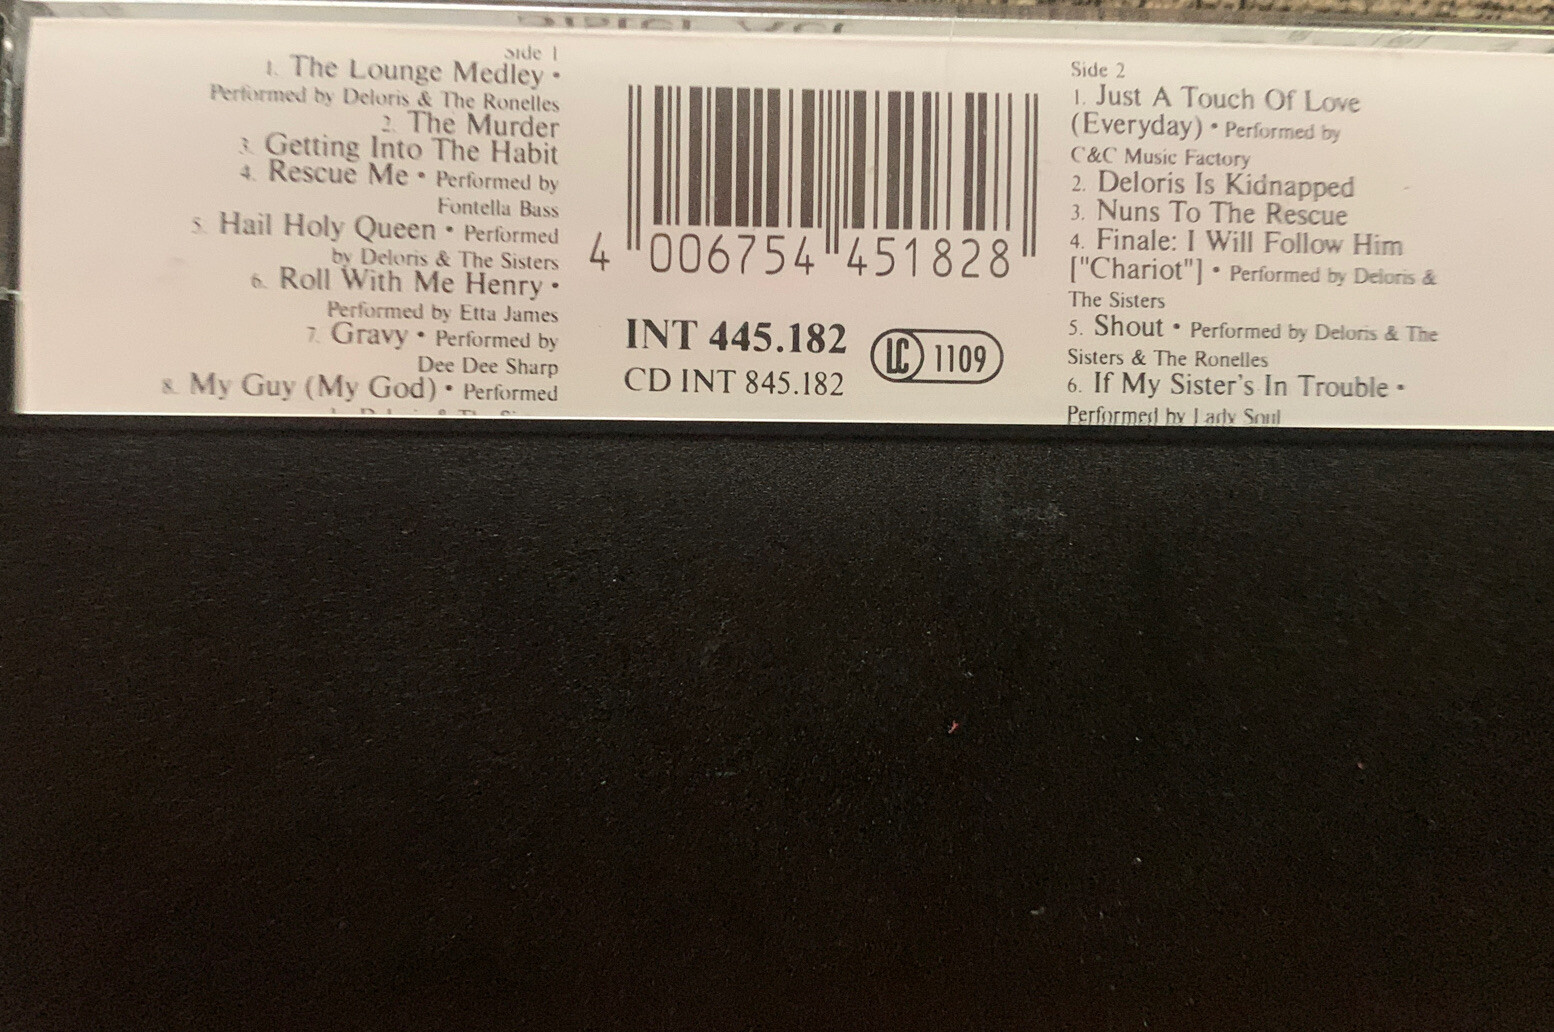 Side 1
1. The Lounge Medley •
Performed by Deloris & The Ronelles
2. The Murder
3. Getting Into The Habit
4. Rescue Me • Performed by
Fontella Bass
5. Hail Holy Queen • Performed
by Deloris & The Sisters
6. Roll With Me Henry •
Performed by Etta James
7. Gravy • Performed by
Dee Dee Sharp
8. My Guy (My God) • Performed
4 006754 451828
INT 445.182
CD INT 845.182
LC 1109
Side 2
1. Just A Touch Of Love
(Everyday) • Performed by
C&C Music Factory
2. Deloris Is Kidnapped
3. Nuns To The Rescue
4. Finale: I Will Follow Him
["Chariot"] • Performed by Deloris &
The Sisters
5. Shout • Performed by Deloris & The
Sisters & The Ronelles
6. If My Sister's In Trouble •
Performed by Lady Soul